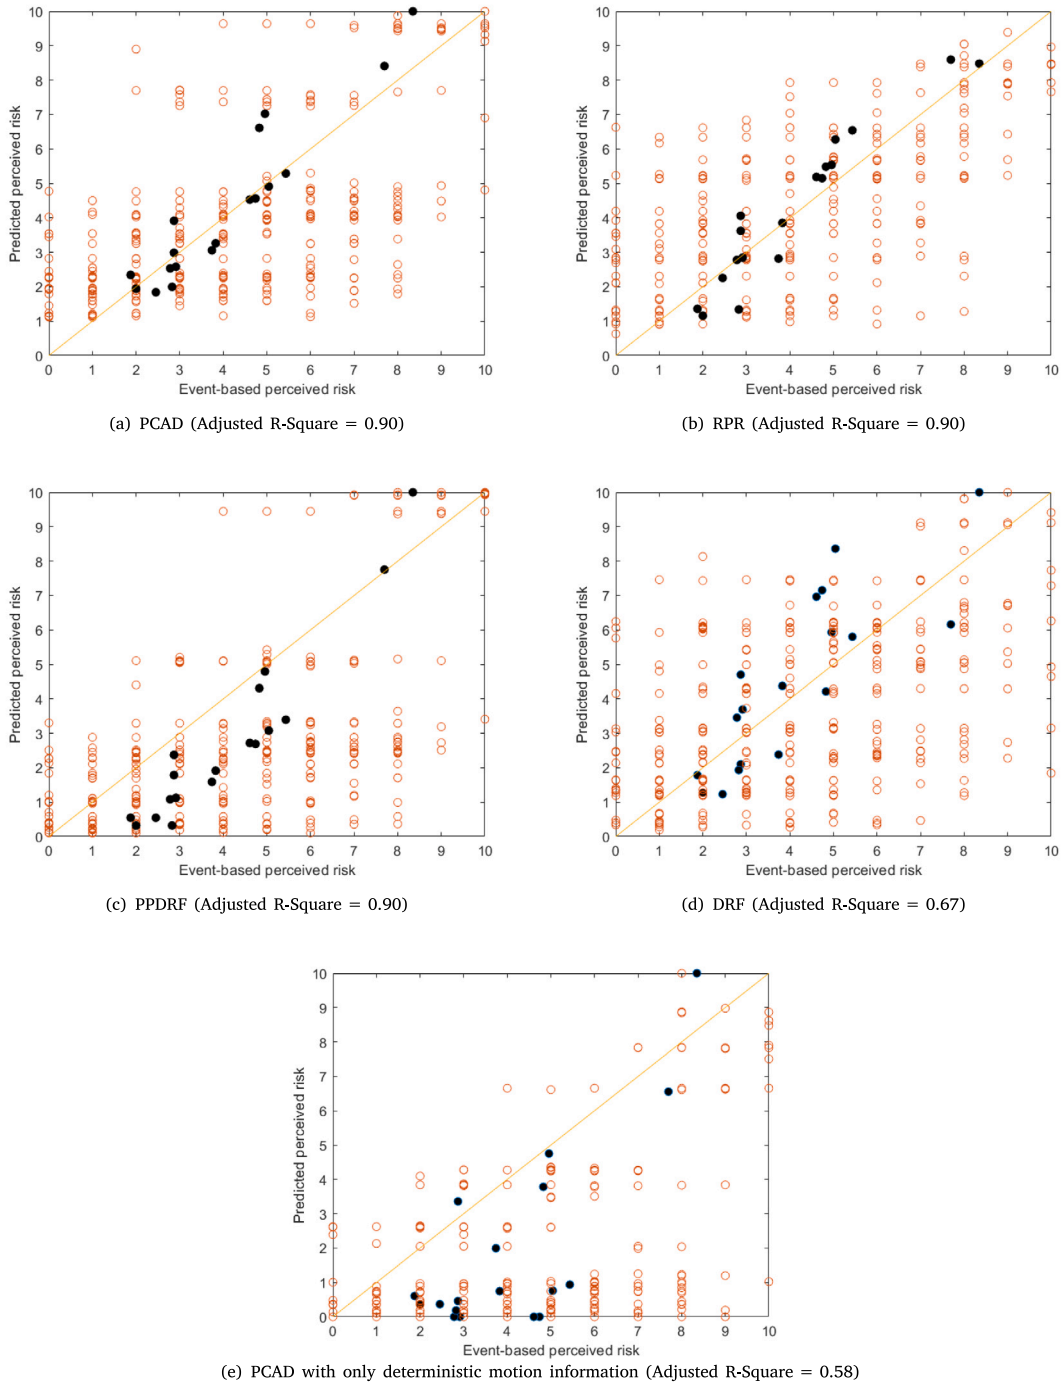 10
9
8
7
6
5
4
3
2
1
0
Predicted perceived risk
0 1 2 3 4 5 6 7 8 9 10
Event-based perceived risk
(a) PCAD (Adjusted R-Square = 0.90)
10
9
8
7
6
5
4
3
2
1
0
Predicted perceived risk
0 1 2 3 4 5 6 7 8 9 10
Event-based perceived risk
(b) RPR (Adjusted R-Square = 0.90)
10
9
8
7
6
5
4
3
2
1
0
Predicted perceived risk
0 1 2 3 4 5 6 7 8 9 10
Event-based perceived risk
(c) PPDRF (Adjusted R-Square = 0.90)
10
9
8
7
6
5
4
3
2
1
0
Predicted perceived risk
0 1 2 3 4 5 6 7 8 9 10
Event-based perceived risk
(d) DRF (Adjusted R-Square = 0.67)
10
9
8
7
6
5
4
3
2
1
0
Predicted perceived risk
0 1 2 3 4 5 6 7 8 9 10
Event-based perceived risk
(e) PCAD with only deterministic motion information (Adjusted R-Square = 0.58)